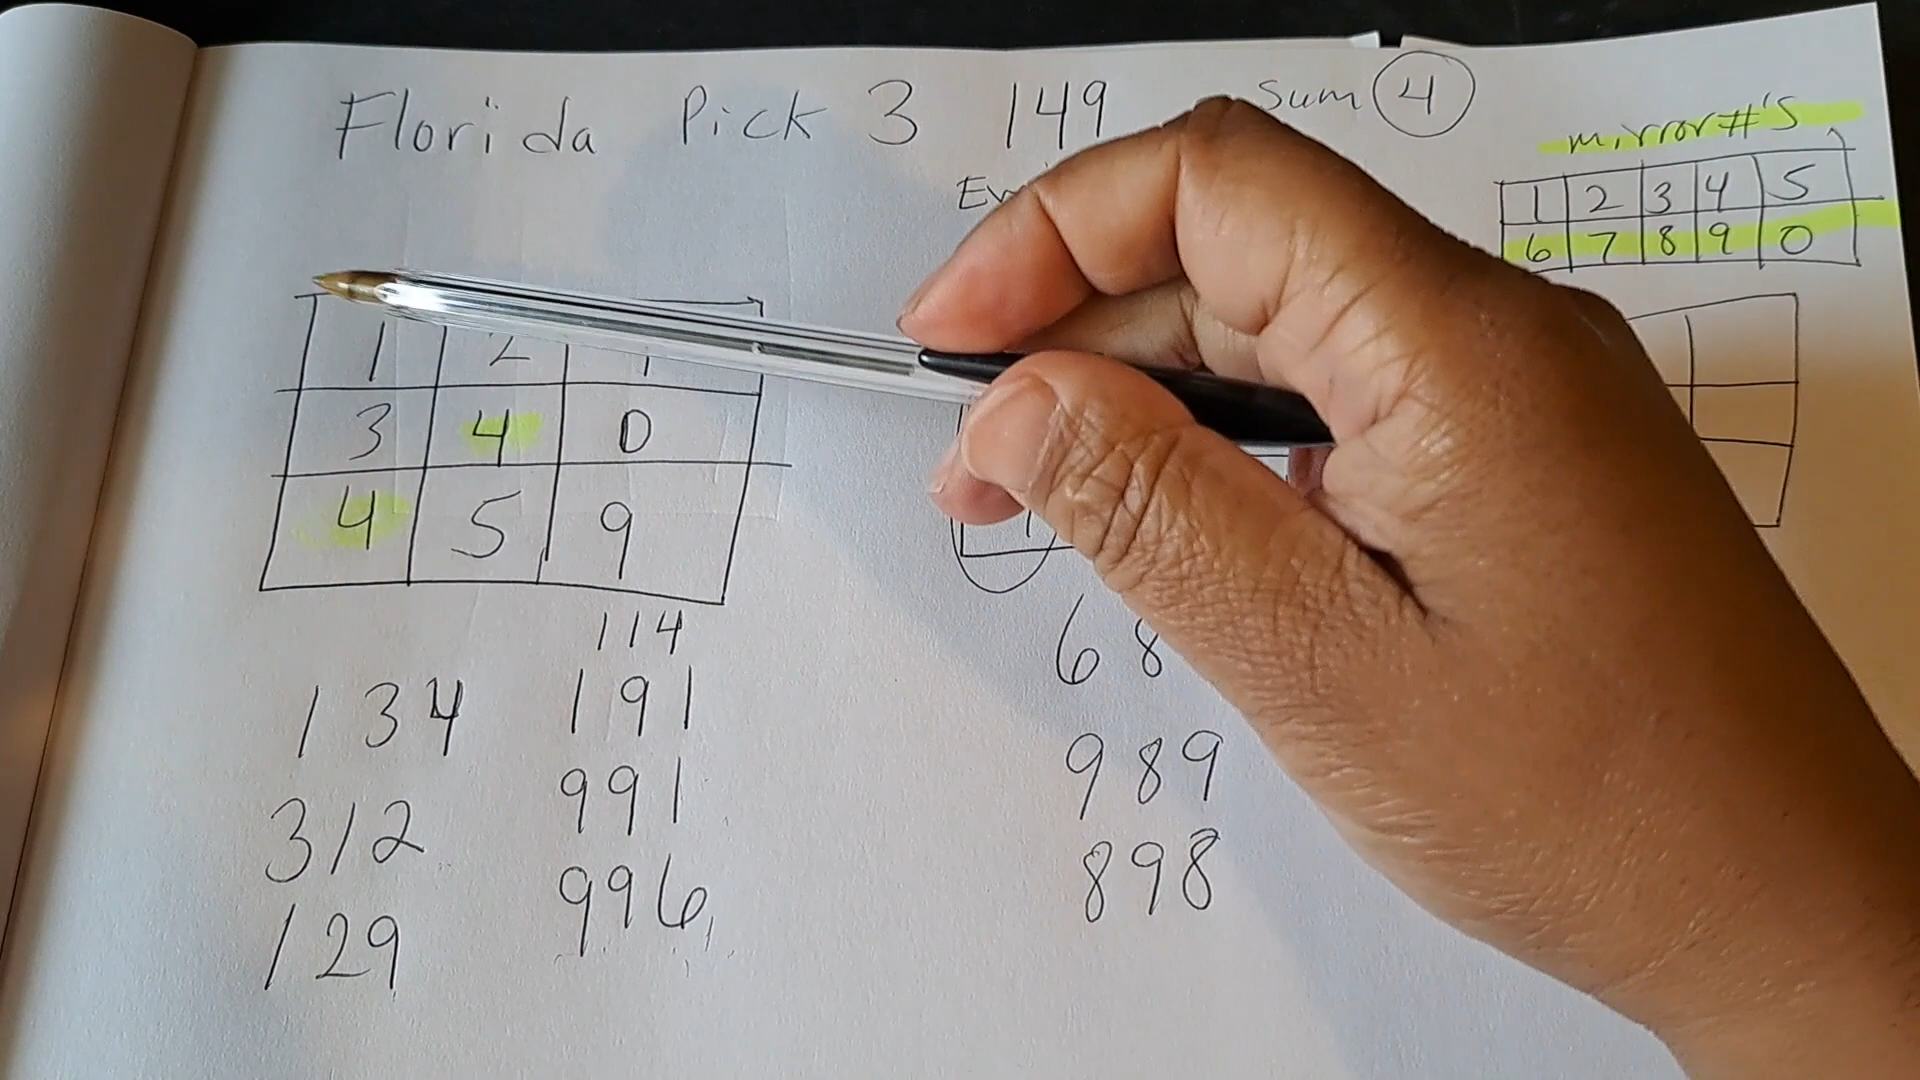 Florida Pick 3 149 Sum 4
mirror #'s
1 2 3 4 5
6 7 8 9 0
1 2
3 4 0
4 5 9
114
134 191
312 991
129 996
68
989
898